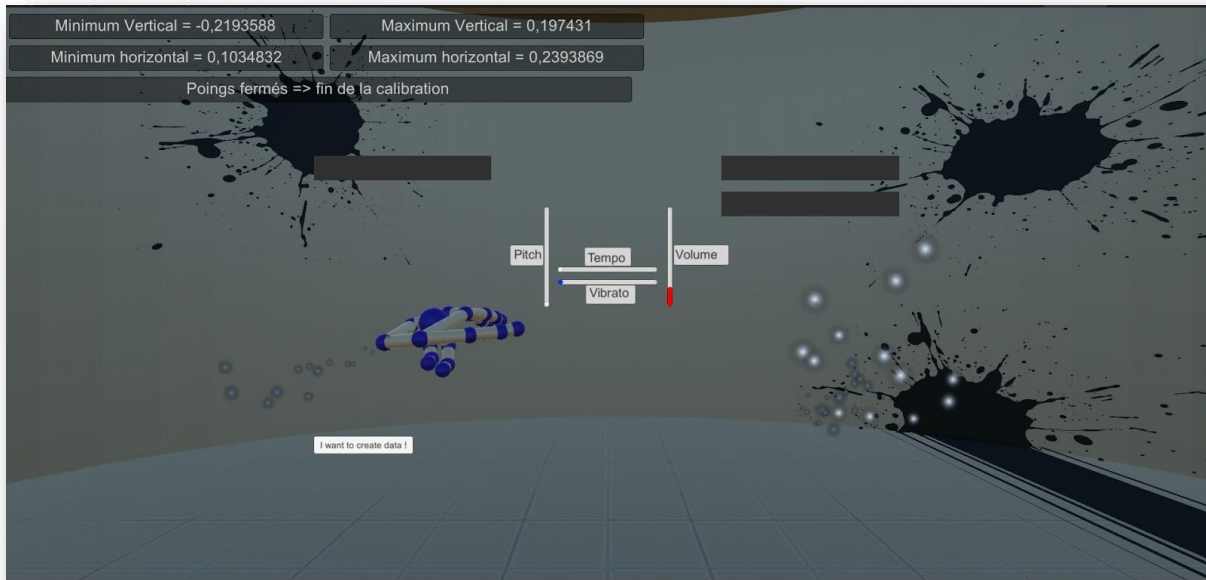 Minimum Vertical = -0,2193588
Maximum Vertical = 0,197431
Minimum horizontal = 0,1034832
Maximum horizontal = 0,2393869
Poings fermés => fin de la calibration
Pitch
Tempo
Volume
Vibrato
I want to create data !